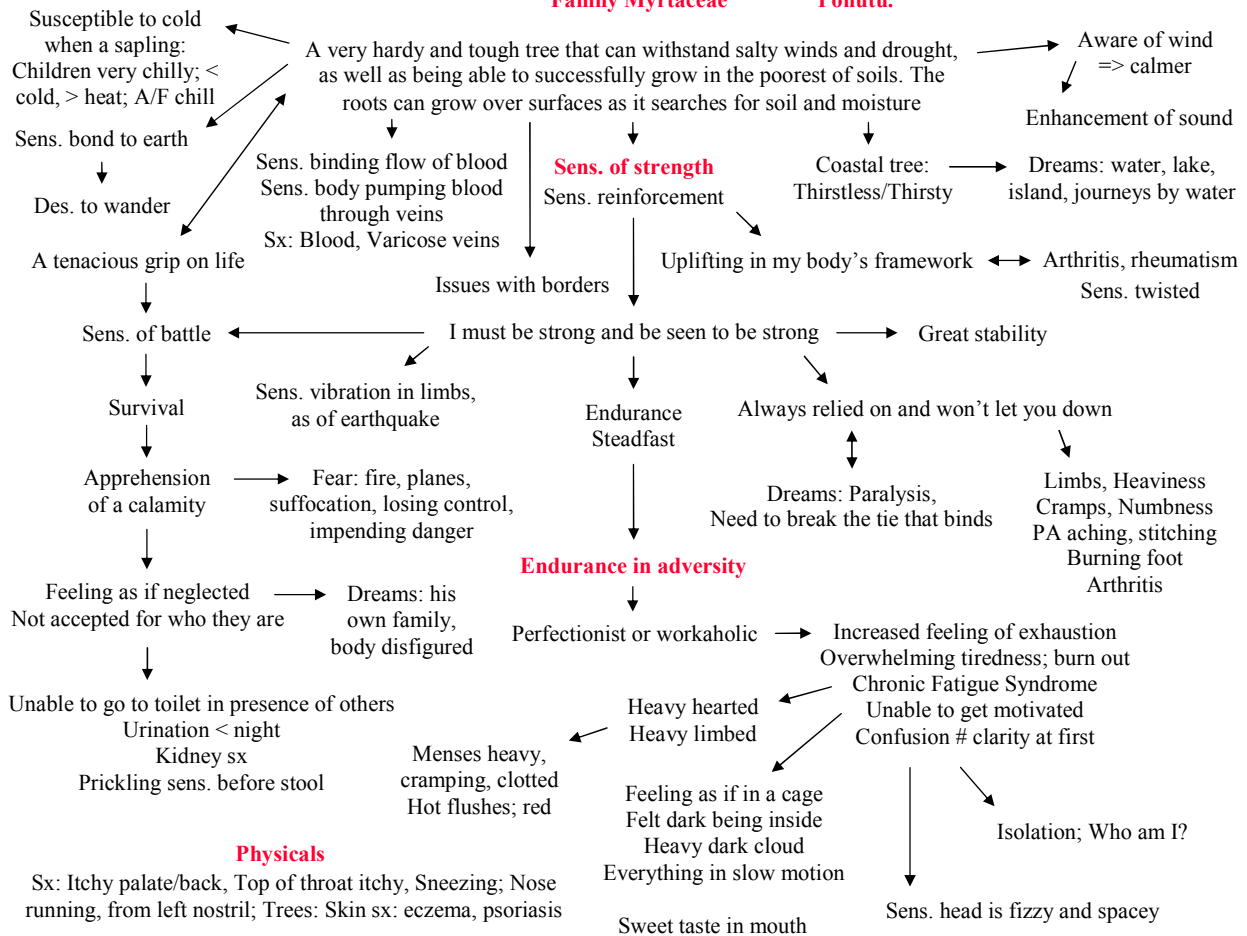 Family Myrtaceae Pohutu.
Susceptible to cold
when a sapling:
Children very chilly; <
cold, > heat; A/F chill
A very hardy and tough tree that can withstand salty winds and drought,
as well as being able to successfully grow in the poorest of soils. The
roots can grow over surfaces as it searches for soil and moisture
Aware of wind
=> calmer
Enhancement of sound
Sens. bond to earth
Des. to wander
Sens. binding flow of blood
Sens. body pumping blood
through veins
Sx: Blood, Varicose veins
Sens. of strength
Sens. reinforcement
Coastal tree:
Thirstless/Thirsty
Dreams: water, lake,
island, journeys by water
A tenacious grip on life
Issues with borders
Uplifting in my body's framework
Arthritis, rheumatism
Sens. twisted
Sens. of battle
I must be strong and be seen to be strong
Great stability
Survival
Sens. vibration in limbs,
as of earthquake
Endurance
Steadfast
Always relied on and won't let you down
Apprehension
of a calamity
Fear: fire, planes,
suffocation, losing control,
impending danger
Dreams: Paralysis,
Need to break the tie that binds
Limbs, Heaviness
Cramps, Numbness
PA aching, stitching
Burning foot
Arthritis
Endurance in adversity
Feeling as if neglected
Not accepted for who they are
Dreams: his
own family,
body disfigured
Perfectionist or workaholic
Increased feeling of exhaustion
Overwhelming tiredness; burn out
Chronic Fatigue Syndrome
Unable to get motivated
Confusion # clarity at first
Unable to go to toilet in presence of others
Urination < night
Kidney sx
Prickling sens. before stool
Heavy hearted
Heavy limbed
Menses heavy,
cramping, clotted
Hot flushes; red
Feeling as if in a cage
Felt dark being inside
Heavy dark cloud
Everything in slow motion
Isolation; Who am I?
Physicals
Sx: Itchy palate/back, Top of throat itchy, Sneezing; Nose
running, from left nostril; Trees: Skin sx: eczema, psoriasis
Sweet taste in mouth
Sens. head is fizzy and spacey